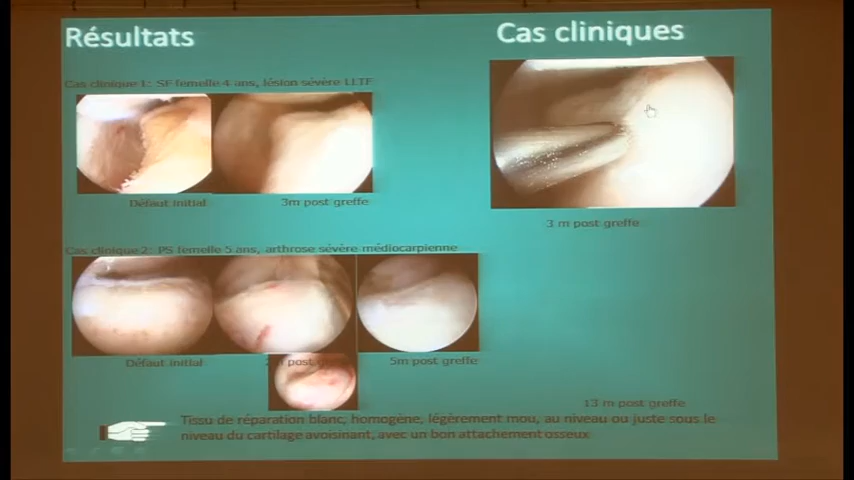 Résultats
Cas cliniques
Cas clinique 1: SF femelle 4 ans, lésion sévère LLTF
Défaut initial
3m post greffe
3 m post greffe
Cas clinique 2: PS femelle 5 ans, arthrose sévère médiocarpienne
Défaut initial
post
5m post greffe
13 m post greffe
Tissu de réparation blanc, homogène, légèrement mou, au niveau ou juste sous le
niveau du cartilage avoisinant, avec un bon attachement osseux